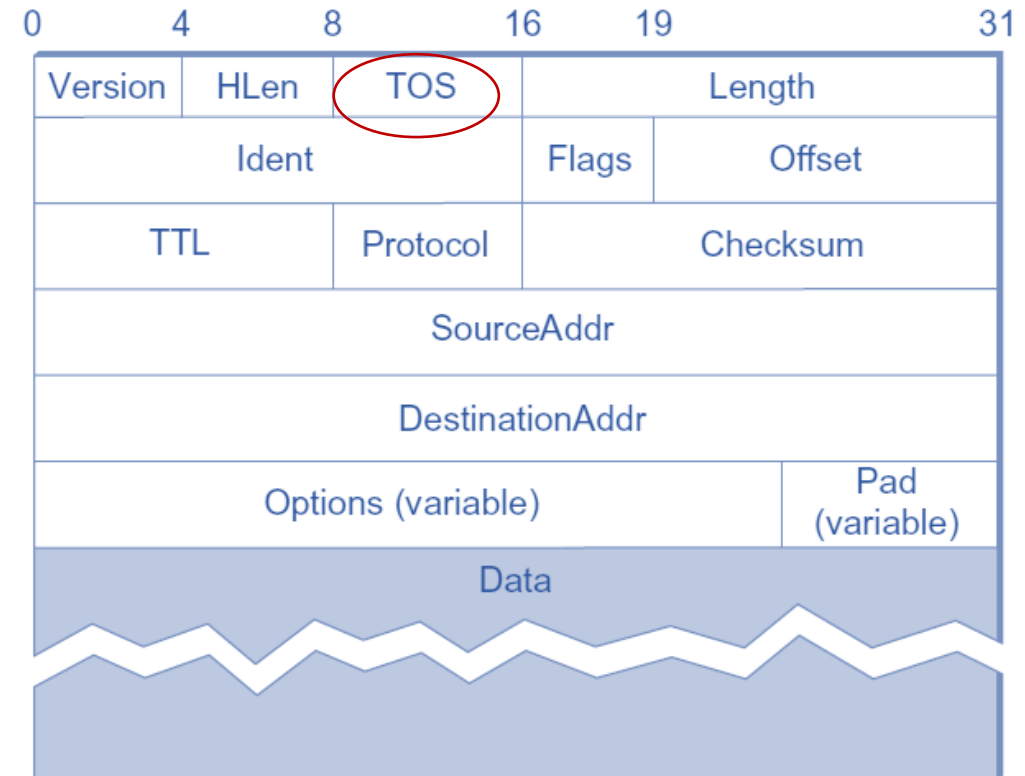 0 4 8 16 19 31
Version HLen TOS Length
Ident Flags Offset
TTL Protocol Checksum
SourceAddr
DestinationAddr
Options (variable) Pad (variable)
Data